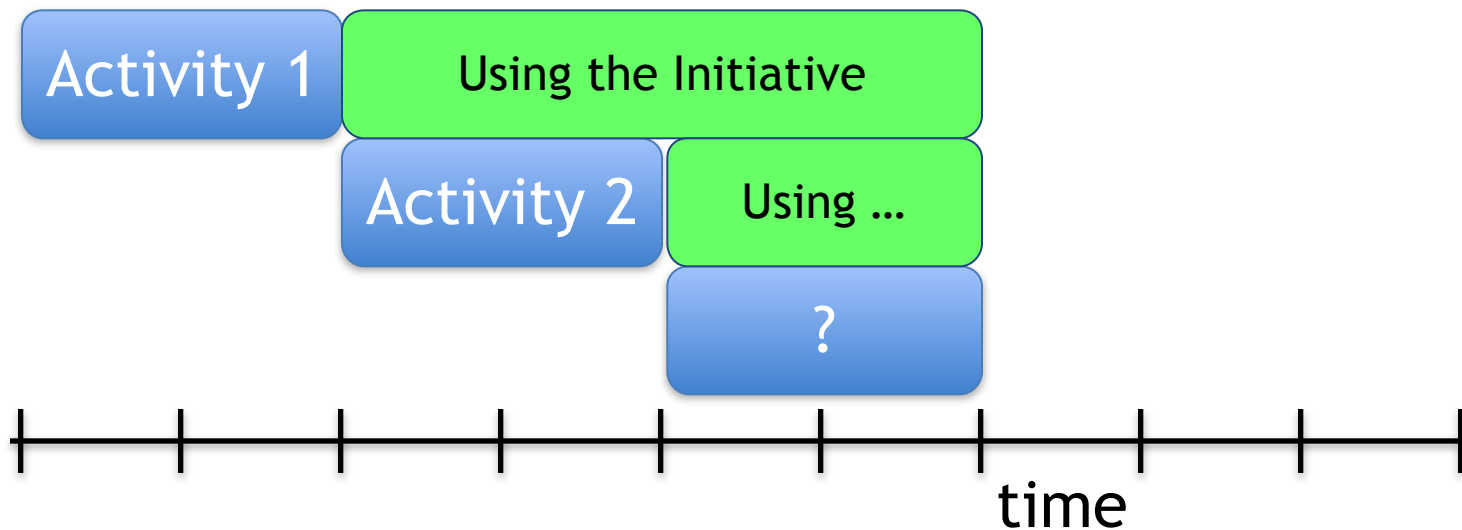 Activity 1
Using the Initiative
Activity 2
Using …
?
time